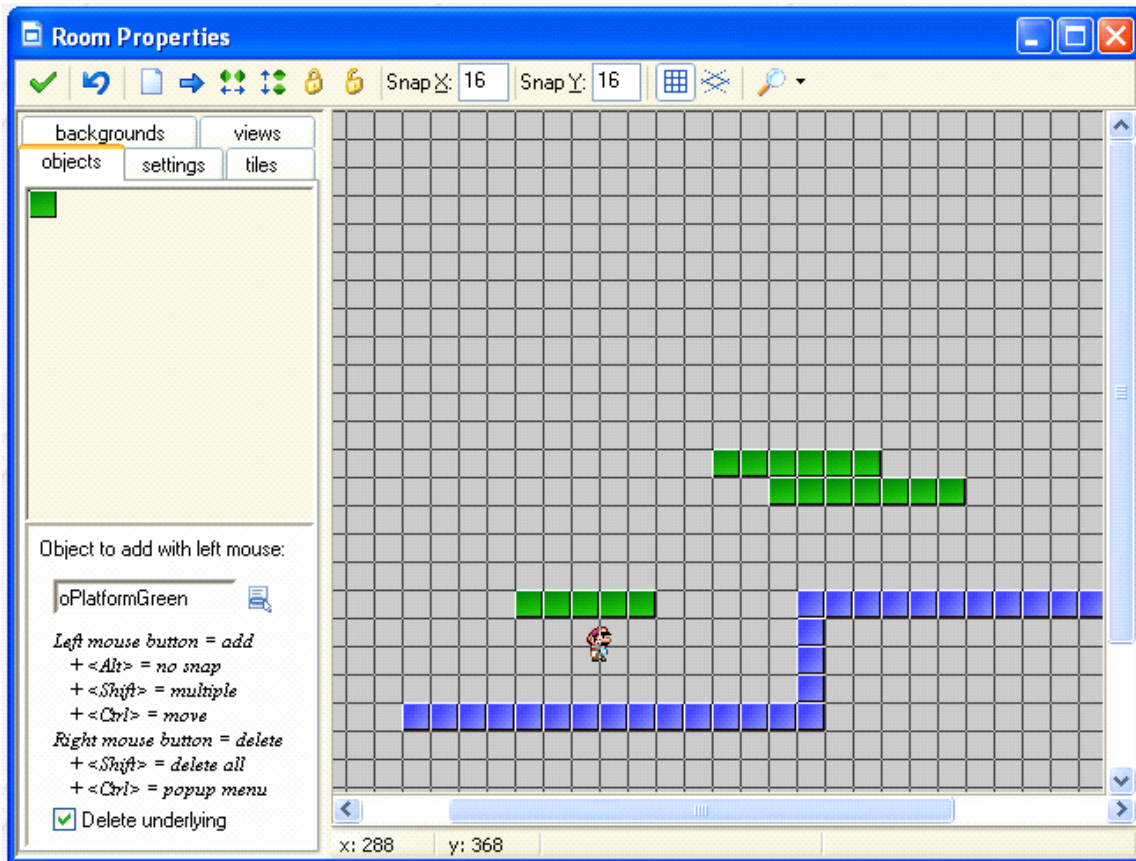 Room Properties
Snap X: 16 Snap Y: 16
backgrounds views
objects settings tiles
Object to add with left mouse:
oPlatformGreen
Left mouse button = add
+ <Alt> = no snap
+ <Shift> = multiple
+ <Ctrl> = move
Right mouse button = delete
+ <Shift> = delete all
+ <Ctrl> = popup menu
Delete underlying
x: 288 y: 368